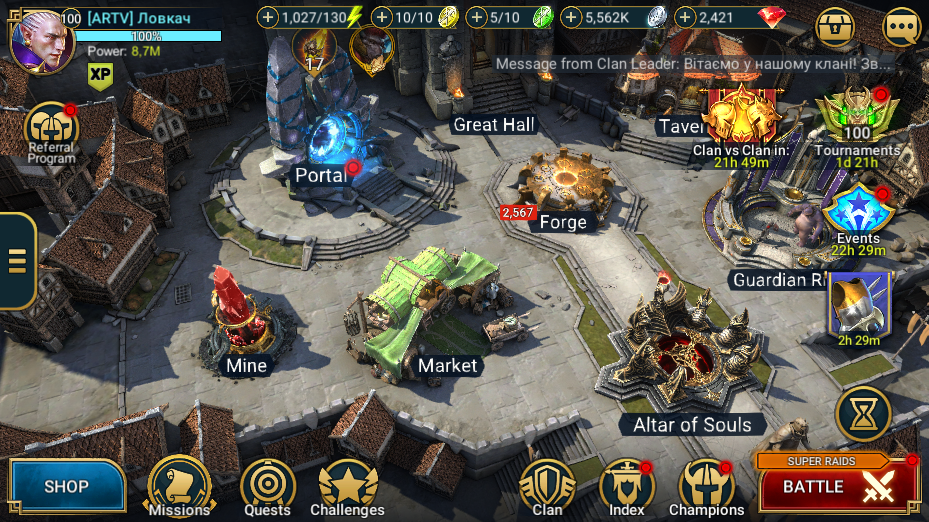 100 [ARTV] Ловкач
100%
Power: 8,7M
XP
1,027/130
10/10
5/10
5,562K
2,421
17
Message from Clan Leader: Вітаємо у нашому клані! Зв...
Referral
Program
Great Hall
Taver
Clan vs Clan in:
21h 49m
100
Tournaments
1d 21h
Portal
2,567
Forge
Events
22h 29m
Guardian Ri
2h 29m
Mine
Market
Altar of Souls
SHOP
Missions
Quests
Challenges
Clan
Index
Champions
SUPER RAIDS
BATTLE